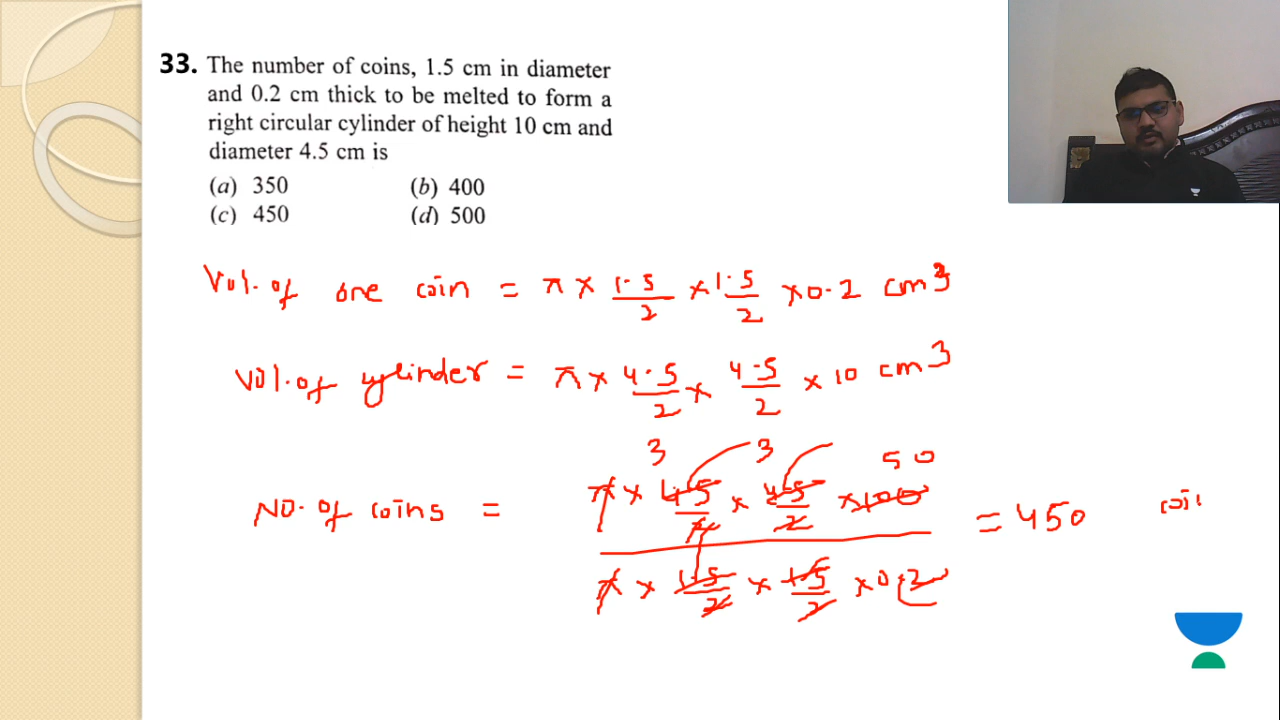 33. The number of coins, 1.5 cm in diameter
and 0.2 cm thick to be melted to form a
right circular cylinder of height 10 cm and
diameter 4.5 cm is
(a) 350 (b) 400
(c) 450 (d) 500
Vol. of one coin = π × 1.5/2 × 1.5/2 × 0.2 cm³
Vol. of cylinder = π × 4.5/2 × 4.5/2 × 10 cm³
3 3 50
No. of coins = π × 4.5/2 × 4.5/2 × 100 / π × 1.5/2 × 1.5/2 × 0.2 = 450 coi